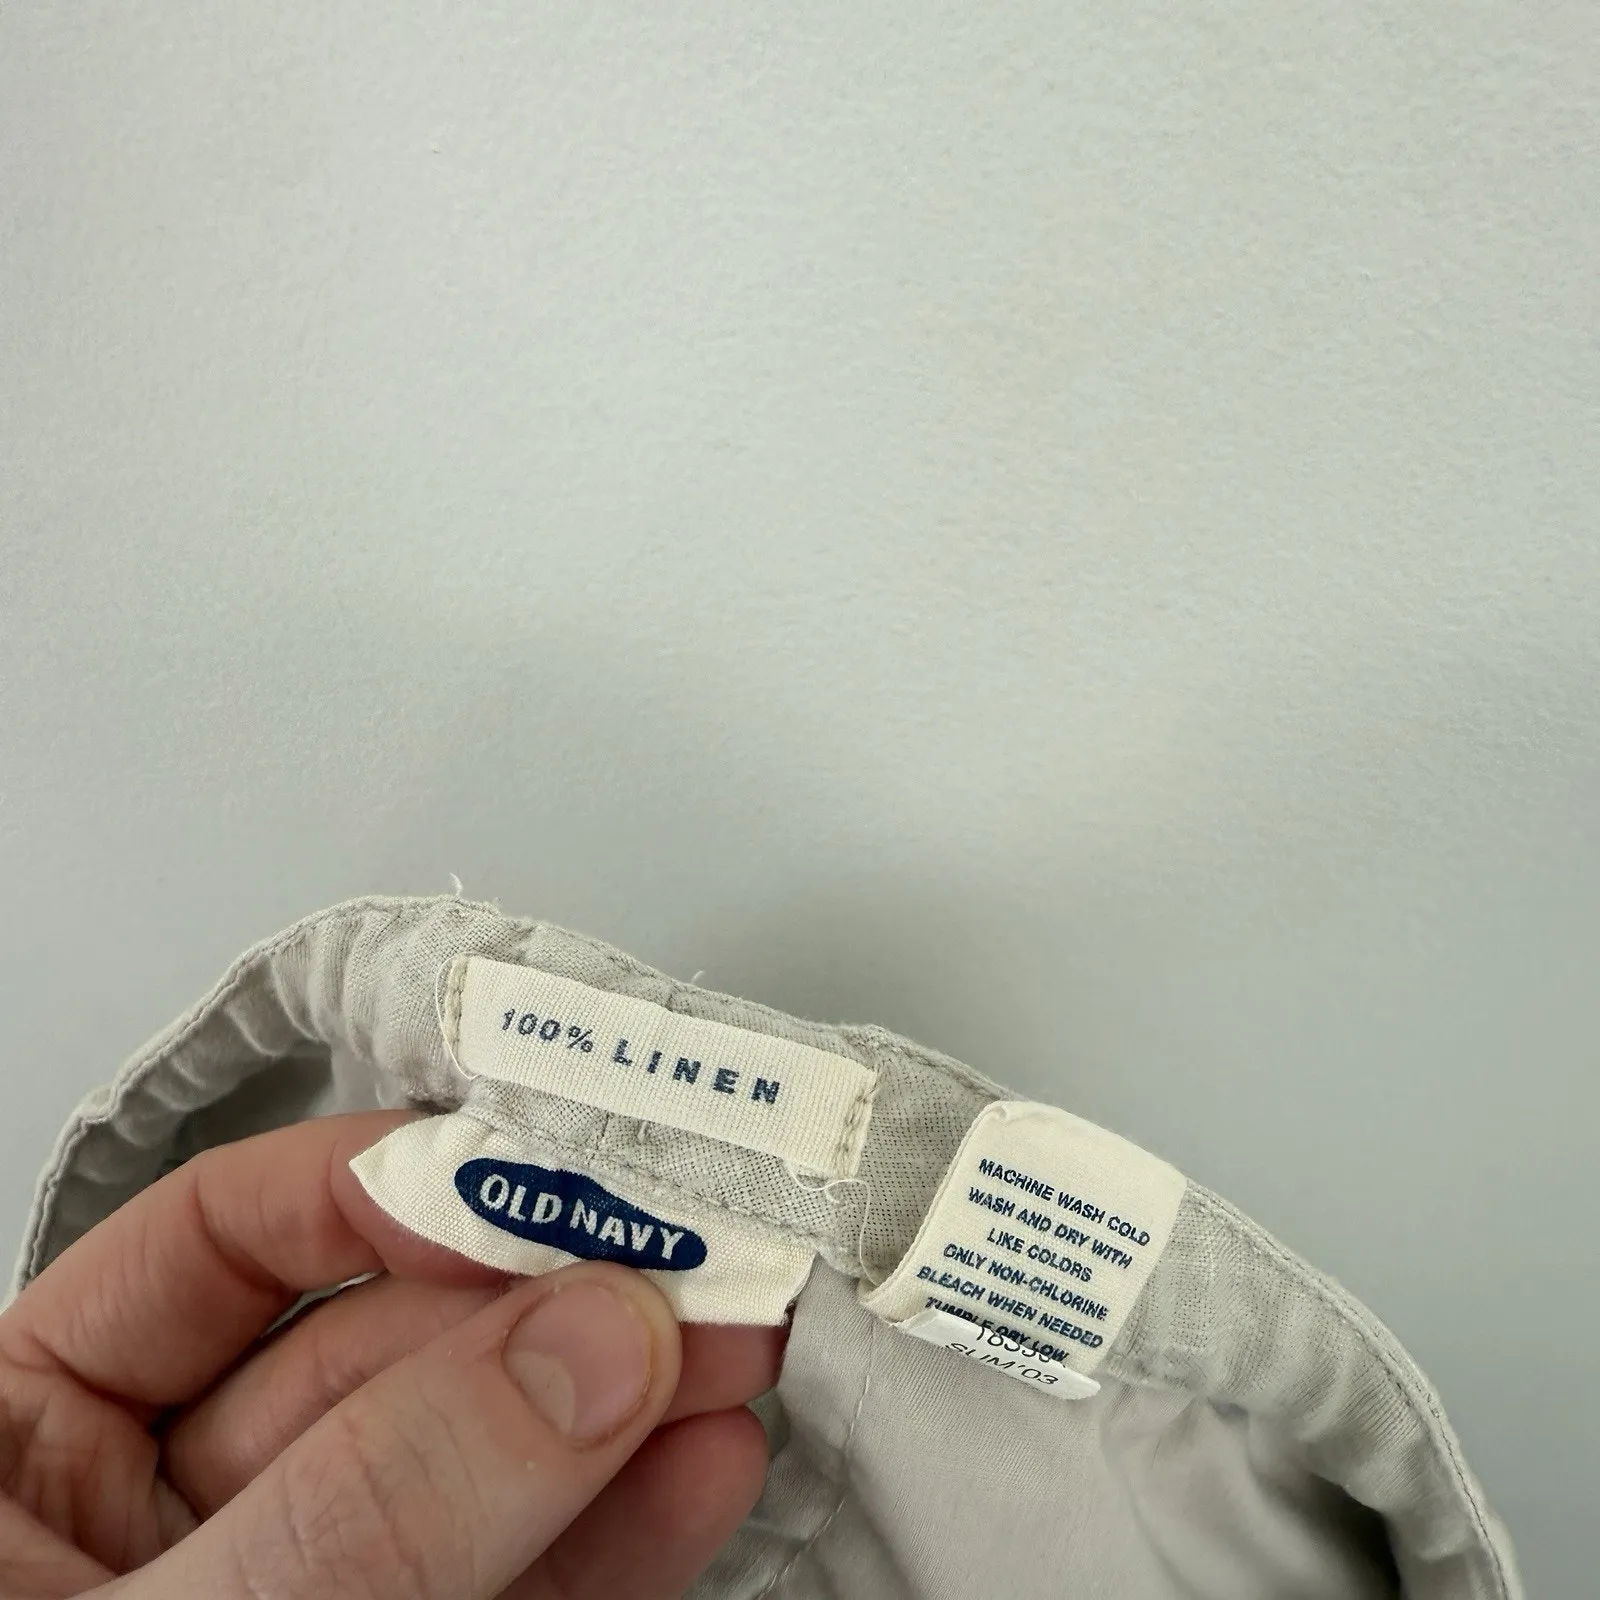 100% LINEN
OLD NAVY
MACHINE WASH COLD
WASH AND DRY WITH
LIKE COLORS
ONLY NON-CHLORINE
BLEACH WHEN NEEDED
TUMBLE DRY LOW.
SUM'03